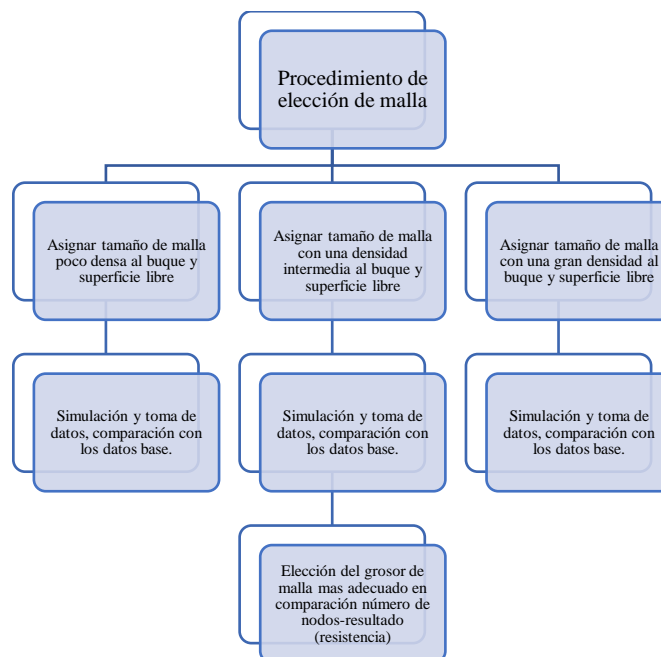 Procedimiento de
elección de malla
Asignar tamaño de malla
poco densa al buque y
superficie libre
Asignar tamaño de malla
con una densidad
intermedia al buque y
superficie libre
Asignar tamaño de malla
con una gran densidad al
buque y superficie libre
Simulación y toma de
datos, comparación con
los datos base.
Simulación y toma de
datos, comparación con
los datos base.
Simulación y toma de
datos, comparación con
los datos base.
Elección del grosor de
malla mas adecuado en
comparación número de
nodos-resultado
(resistencia)